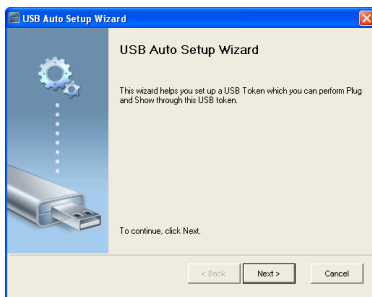 USB Auto Setup Wizard
USB Auto Setup Wizard
This wizard helps you set up a USB Token which you can perform Plug
and Show through this USB token.
To continue, click Next.
< Back
Next >
Cancel